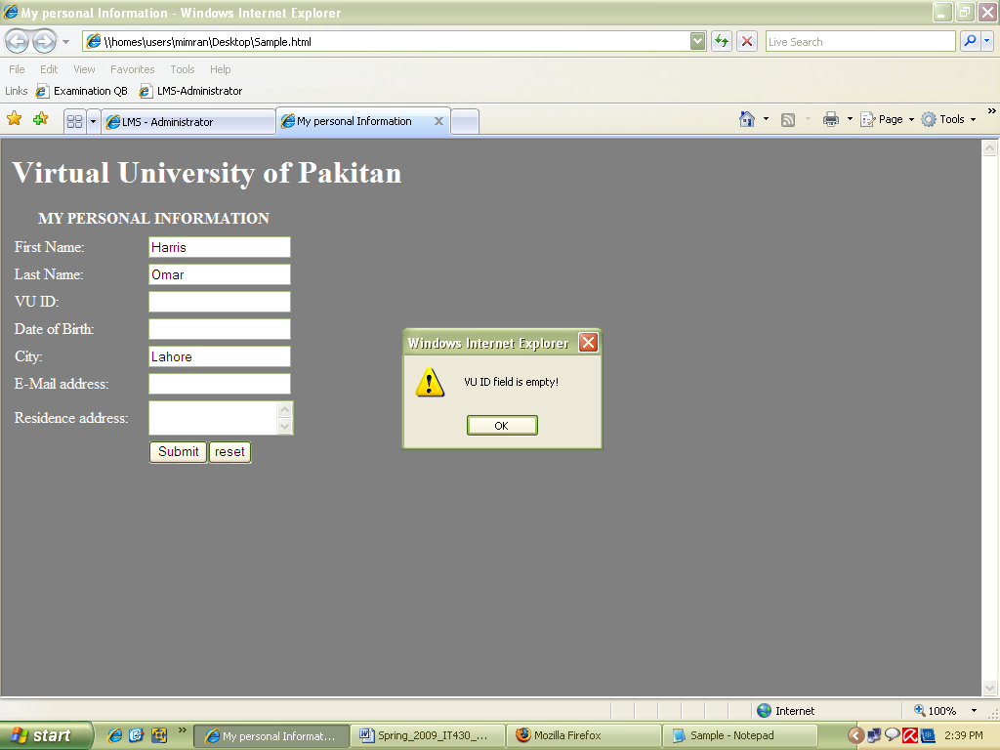 My personal Information - Windows Internet Explorer
\\homes\users\mimran\Desktop\Sample.html
Live Search
File Edit View Favorites Tools Help
Links Examination QB LMS-Administrator
LMS - Administrator My personal Information Page Tools
Virtual University of Pakitan
MY PERSONAL INFORMATION
First Name: Harris
Last Name: Omar
VU ID:
Date of Birth:
City: Lahore
E-Mail address:
Residence address:
Submit reset
Windows Internet Explorer
VU ID field is empty!
OK
Internet 100%
start My personal Informat... Spring_2009_IT430_... Mozilla Firefox Sample - Notepad 2:39 PM